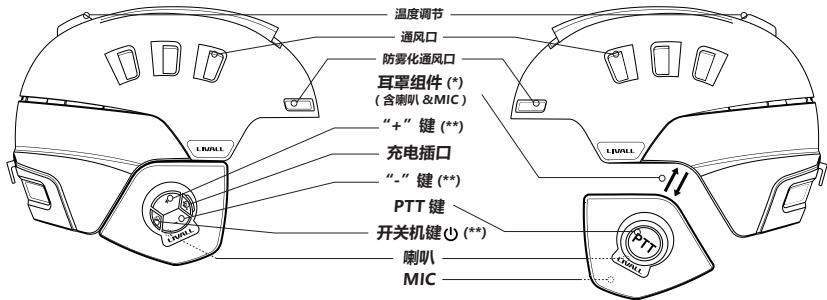 温度调节
通风口
防雾化通风口
耳罩组件 (*)
( 含喇叭 &MIC )
“+” 键 (**)
充电插口
“-” 键 (**)
PTT 键
开关机键 (**)
喇叭
MIC
LIVALL
LIVALL
LIVALL
PTT
LIVALL